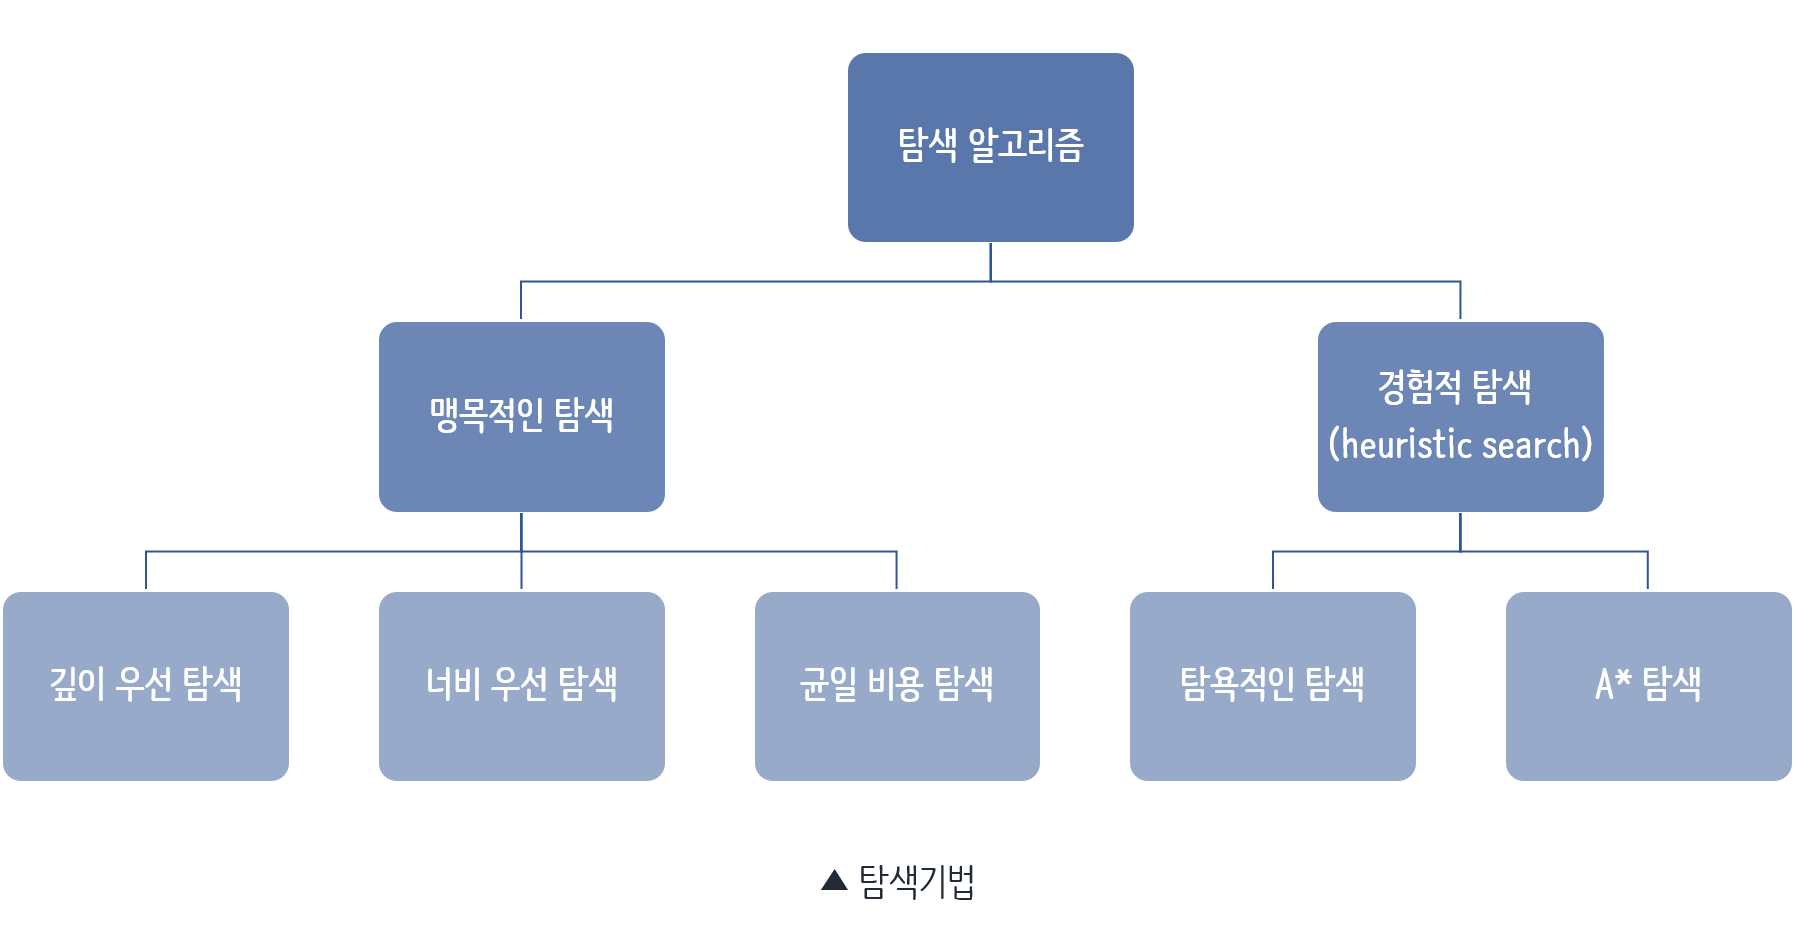 탐색 알고리즘
맹목적인 탐색
경험적 탐색
(heuristic search)
깊이 우선 탐색
너비 우선 탐색
균일 비용 탐색
탐욕적인 탐색
A* 탐색
▲ 탐색기법